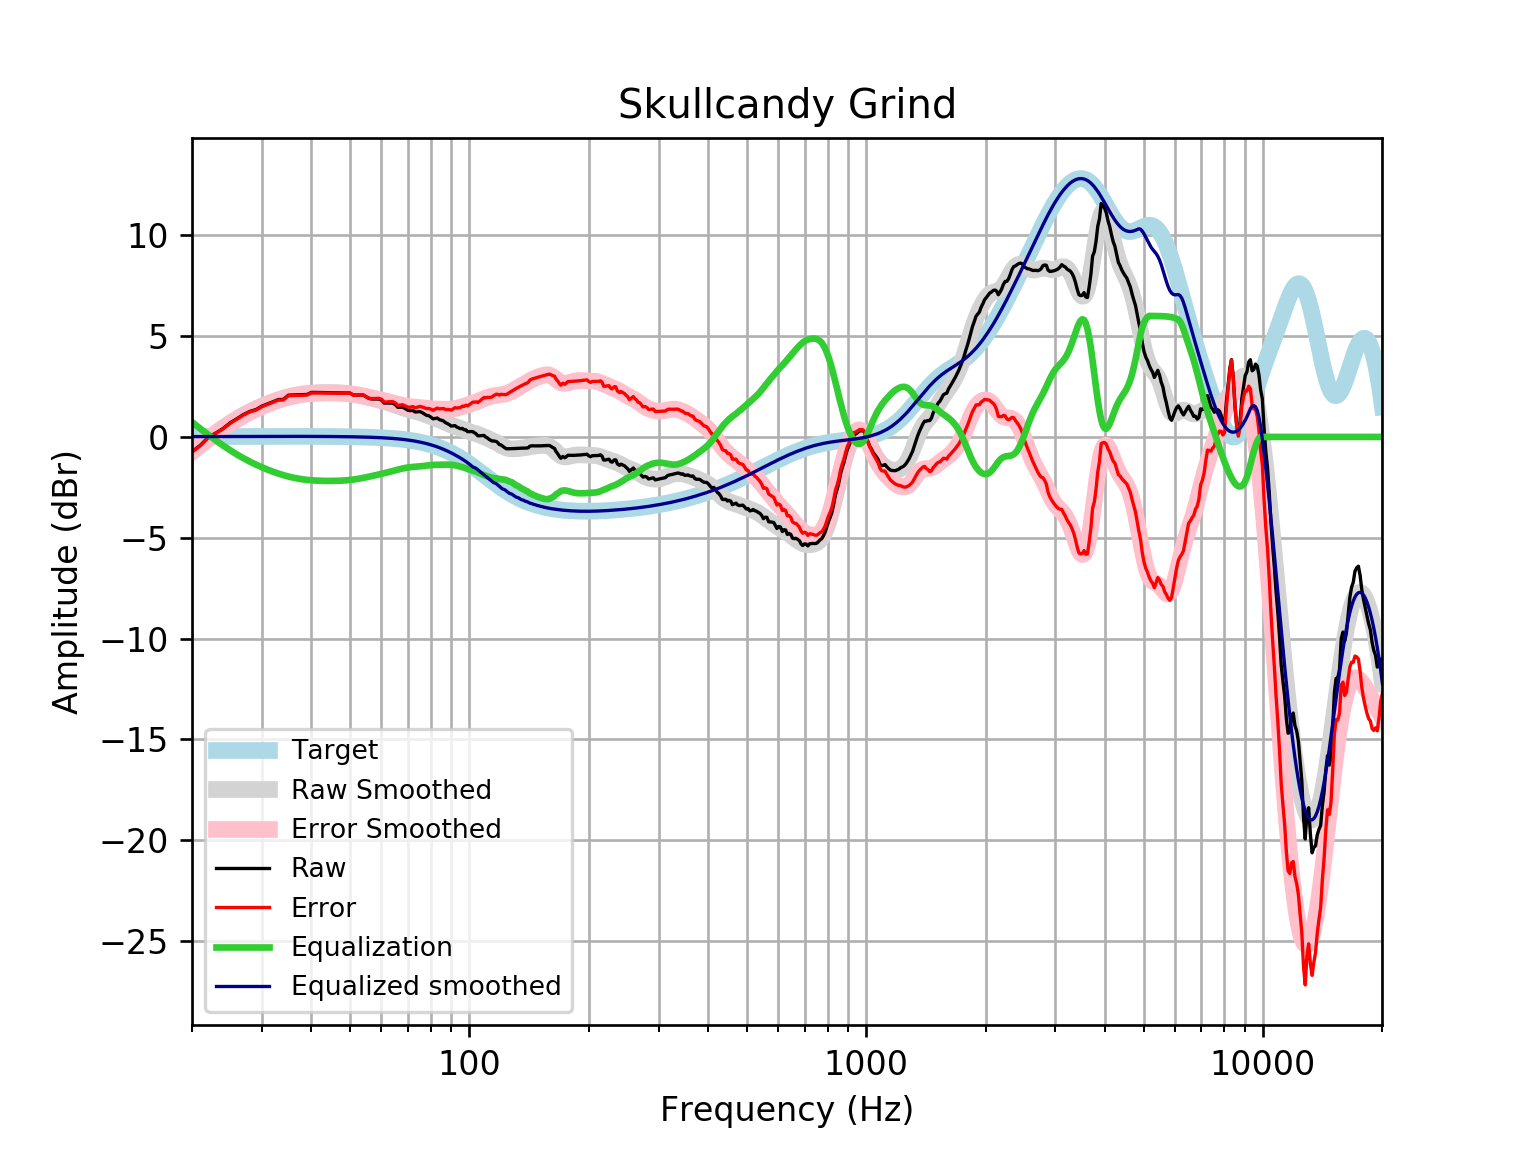 Skullcandy Grind
Amplitude (dBr)
10
5
0
−5
−10
−15
−20
−25
Target
Raw Smoothed
Error Smoothed
Raw
Error
Equalization
Equalized smoothed
100 1000 10000
Frequency (Hz)